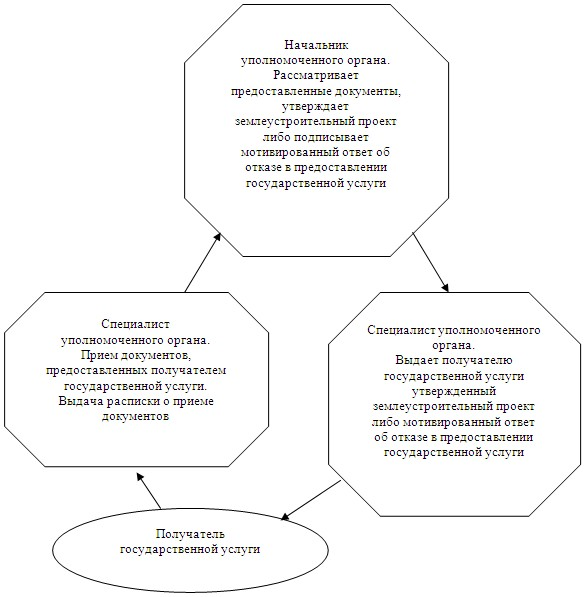 Начальник
уполномоченного органа.
Рассматривает
предоставленные документы,
утверждает
землеустроительный проект
либо подписывает
мотивированный ответ об
отказе в предоставлении
государственной услуги
Специалист
уполномоченного органа.
Прием документов,
предоставленных получателем
государственной услуги.
Выдача расписки о приеме
документов
Специалист уполномоченного
органа.
Выдает получателю
государственной услуги
утвержденный
землеустроительный проект
либо мотивированный ответ
об отказе в предоставлении
государственной услуги
Получатель
государственной услуги